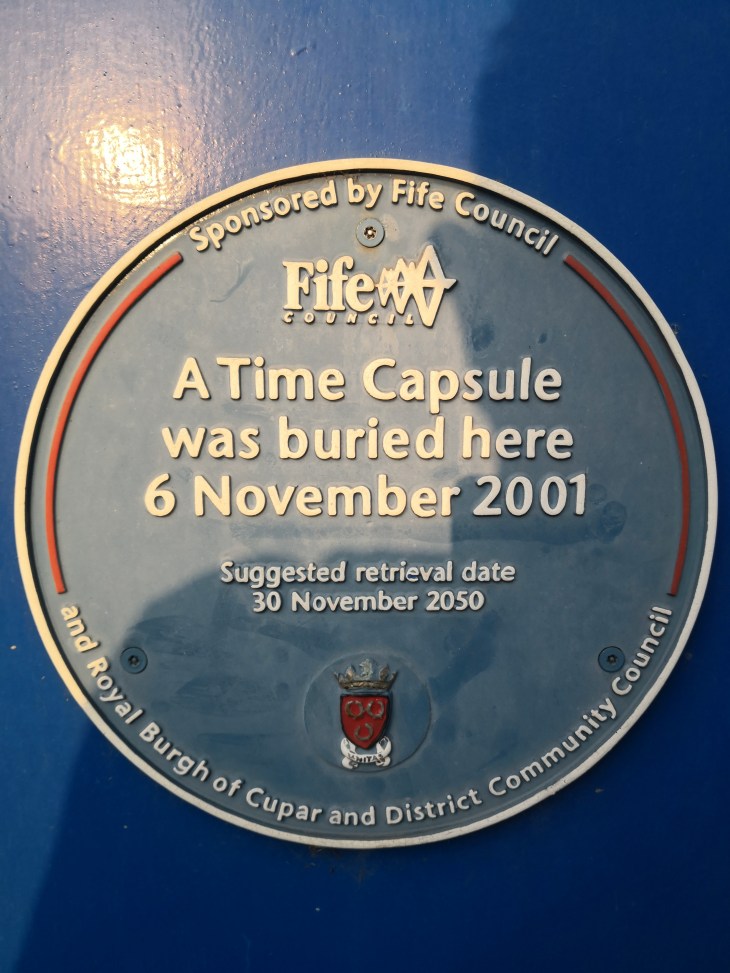 Sponsored by Fife Council
Fife
COUNCIL
A Time Capsule
was buried here
6 November 2001
Suggested retrieval date
30 November 2050
UNITAS
and Royal Burgh of Cupar and District Community Council